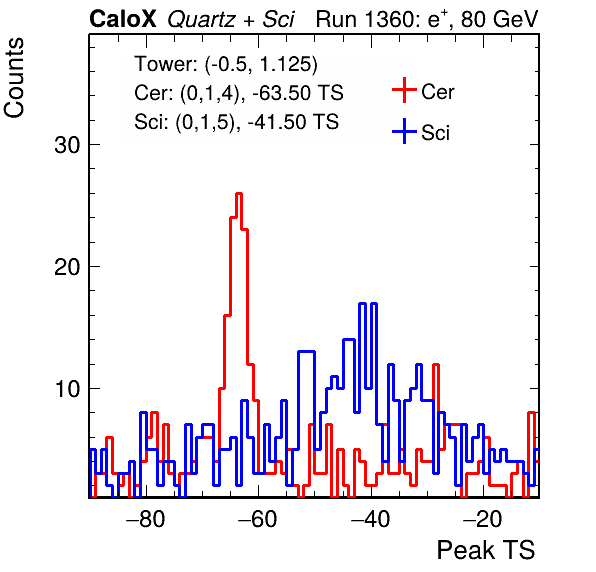 CaloX Quartz + Sci Run 1360: e⁺, 80 GeV
Tower: (-0.5, 1.125)
Cer: (0,1,4), -63.50 TS
Sci: (0,1,5), -41.50 TS
Cer
Sci
Counts
30
20
10
−80 −60 −40 −20
Peak TS